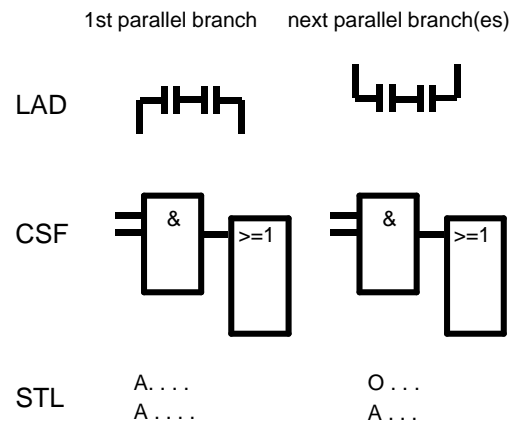 1st parallel branch next parallel branch(es)
LAD
CSF
& >=1 & >=1
STL
A. . . . O . . .
A . . . . A . . .